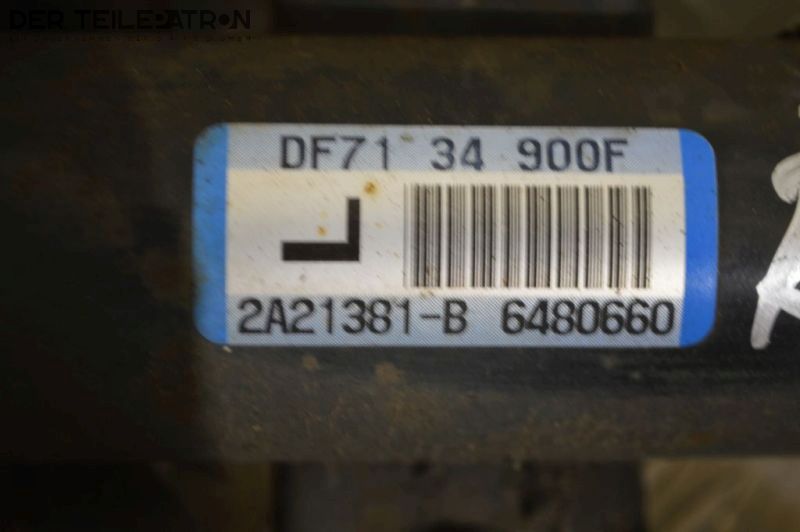 DER TEILEPATRON
DF71 34 900F
L
2A21381-B 6480660